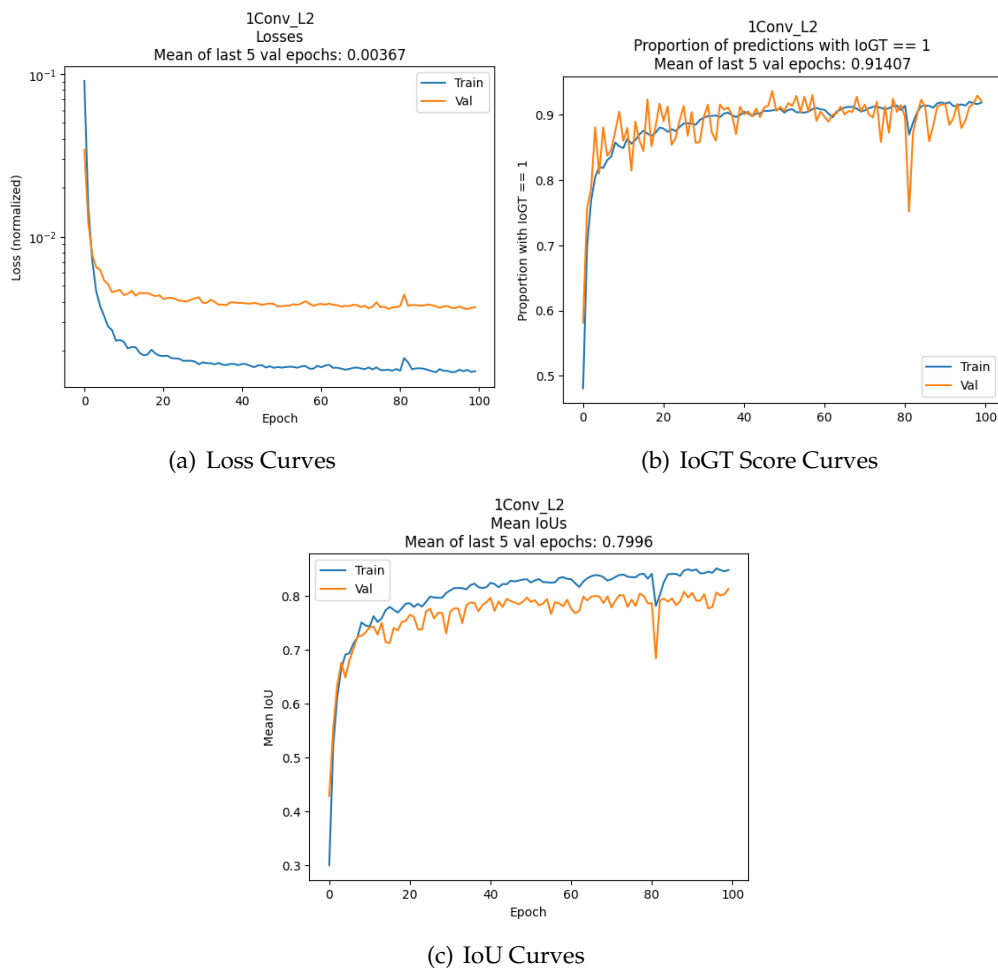 1Conv_L2
Losses
Mean of last 5 val epochs: 0.00367
10⁻¹
10⁻²
Loss (normalized)
Train
Val
0 20 40 60 80 100
Epoch
(a) Loss Curves
1Conv_L2
Proportion of predictions with IoGT == 1
Mean of last 5 val epochs: 0.91407
0.9
0.8
0.7
0.6
0.5
Proportion with IoGT == 1
Train
Val
0 20 40 60 80 100
(b) IoGT Score Curves
1Conv_L2
Mean IoUs
Mean of last 5 val epochs: 0.7996
Train
Val
0.8
0.7
0.6
0.5
0.4
0.3
Mean IoU
0 20 40 60 80 100
Epoch
(c) IoU Curves